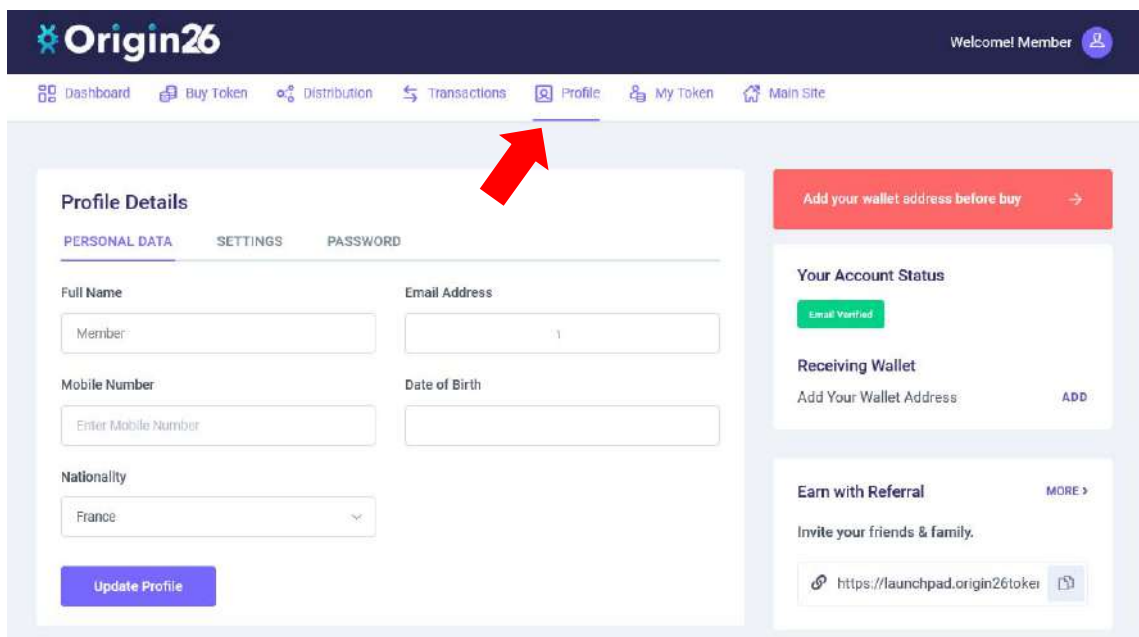 Origin26
Welcome! Member
Dashboard Buy Token Distribution Transactions Profile My Token Main Site
Profile Details
PERSONAL DATA SETTINGS PASSWORD
Full Name Email Address
Member
Mobile Number Date of Birth
Enter Mobile Number
Nationality
France
Update Profile
Add your wallet address before buy
Your Account Status
Email Verified
Receiving Wallet
Add Your Wallet Address ADD
Earn with Referral MORE
Invite your friends & family.
https://launchpad.origin26token